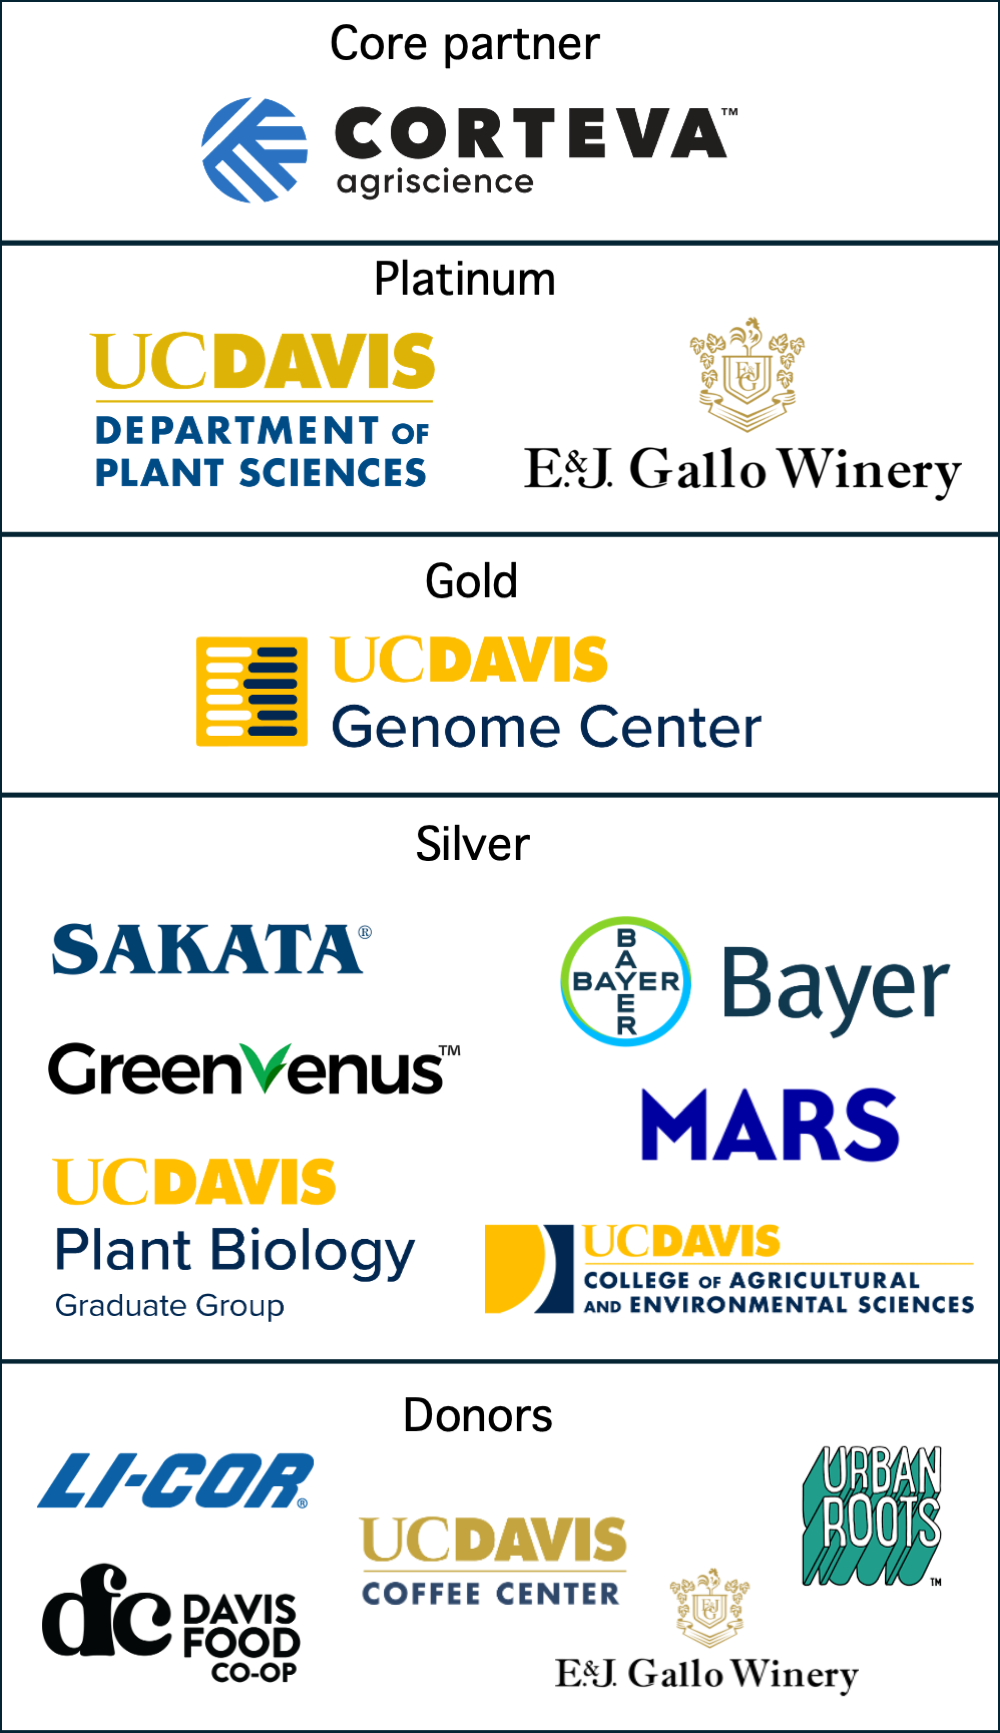 Core partner
CORTEVA™
agriscience
Platinum
UCDAVIS
DEPARTMENT OF
PLANT SCIENCES
E&J
G
E.&J. Gallo Winery
Gold
UCDAVIS
Genome Center
Silver
SAKATA®
BAYER
BAYER
Bayer
GreenVenus™
MARS
UCDAVIS
Plant Biology
Graduate Group
UCDAVIS
COLLEGE OF AGRICULTURAL
AND ENVIRONMENTAL SCIENCES
Donors
LI-COR®
UCDAVIS
COFFEE CENTER
URBAN
ROOTS™
dfc DAVIS
FOOD
CO-OP
E&J
G
E.&J. Gallo Winery